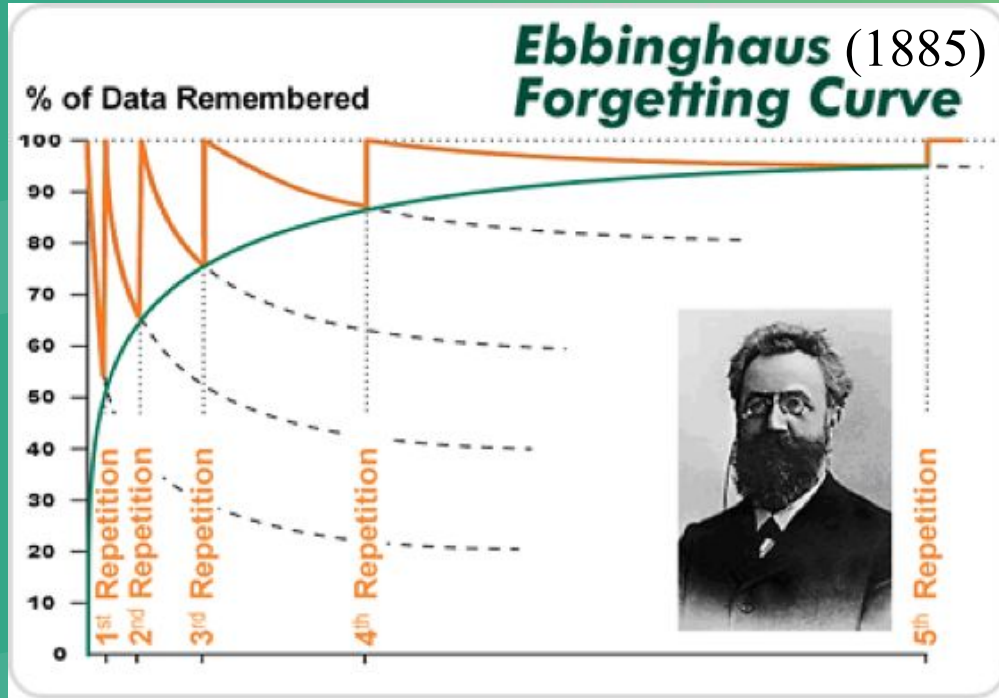 Ebbinghaus (1885)
Forgetting Curve
% of Data Remembered
100
90
80
70
60
50
40
30
20
10
0
1st Repetition
2nd Repetition
3rd Repetition
4th Repetition
5th Repetition